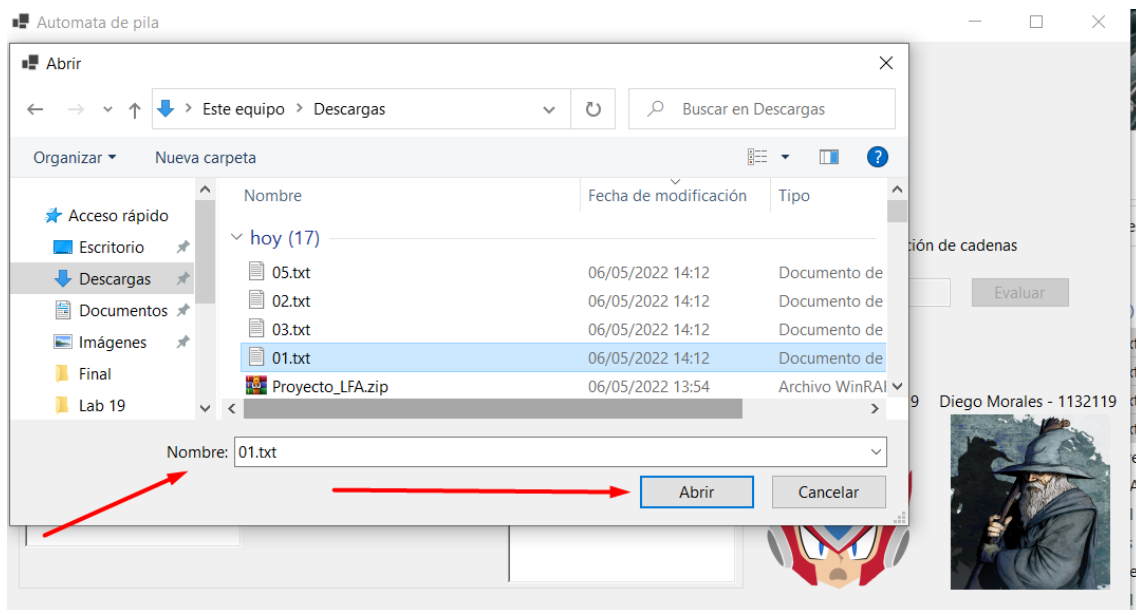 Automata de pila
Abrir
Este equipo > Descargas
Buscar en Descargas
Organizar
Nueva carpeta
Nombre
Fecha de modificación
Tipo
Acceso rápido
Escritorio
Descargas
Documentos
Imágenes
Final
Lab 19
hoy (17)
05.txt 06/05/2022 14:12 Documento de
02.txt 06/05/2022 14:12 Documento de
03.txt 06/05/2022 14:12 Documento de
01.txt 06/05/2022 14:12 Documento de
Proyecto_LFA.zip 06/05/2022 13:54 Archivo WinRAI
ción de cadenas
Evaluar
9 Diego Morales - 1132119
Nombre: 01.txt
Abrir
Cancelar